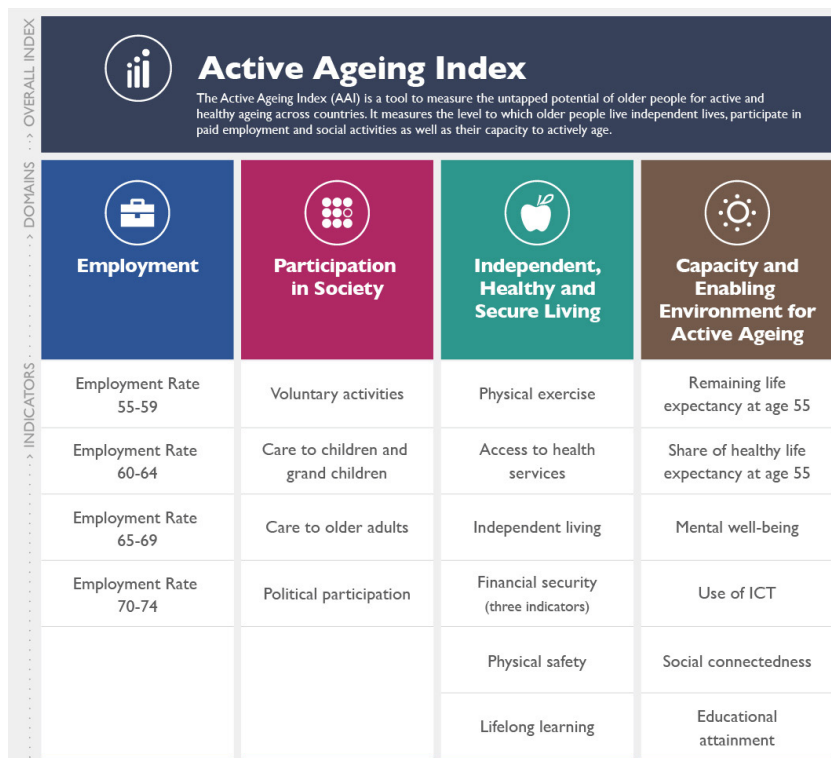 Active Ageing Index
The Active Ageing Index (AAI) is a tool to measure the untapped potential of older people for active and
healthy ageing across countries. It measures the level to which older people live independent lives, participate in
paid employment and social activities as well as their capacity to actively age.
OVERALL INDEX
DOMAINS
INDICATORS
Employment
Employment Rate
55-59
Employment Rate
60-64
Employment Rate
65-69
Employment Rate
70-74
Participation
in Society
Voluntary activities
Care to children and
grand children
Care to older adults
Political participation
Independent,
Healthy and
Secure Living
Physical exercise
Access to health
services
Independent living
Financial security
(three indicators)
Physical safety
Lifelong learning
Capacity and
Enabling
Environment for
Active Ageing
Remaining life
expectancy at age 55
Share of healthy life
expectancy at age 55
Mental well-being
Use of ICT
Social connectedness
Educational
attainment